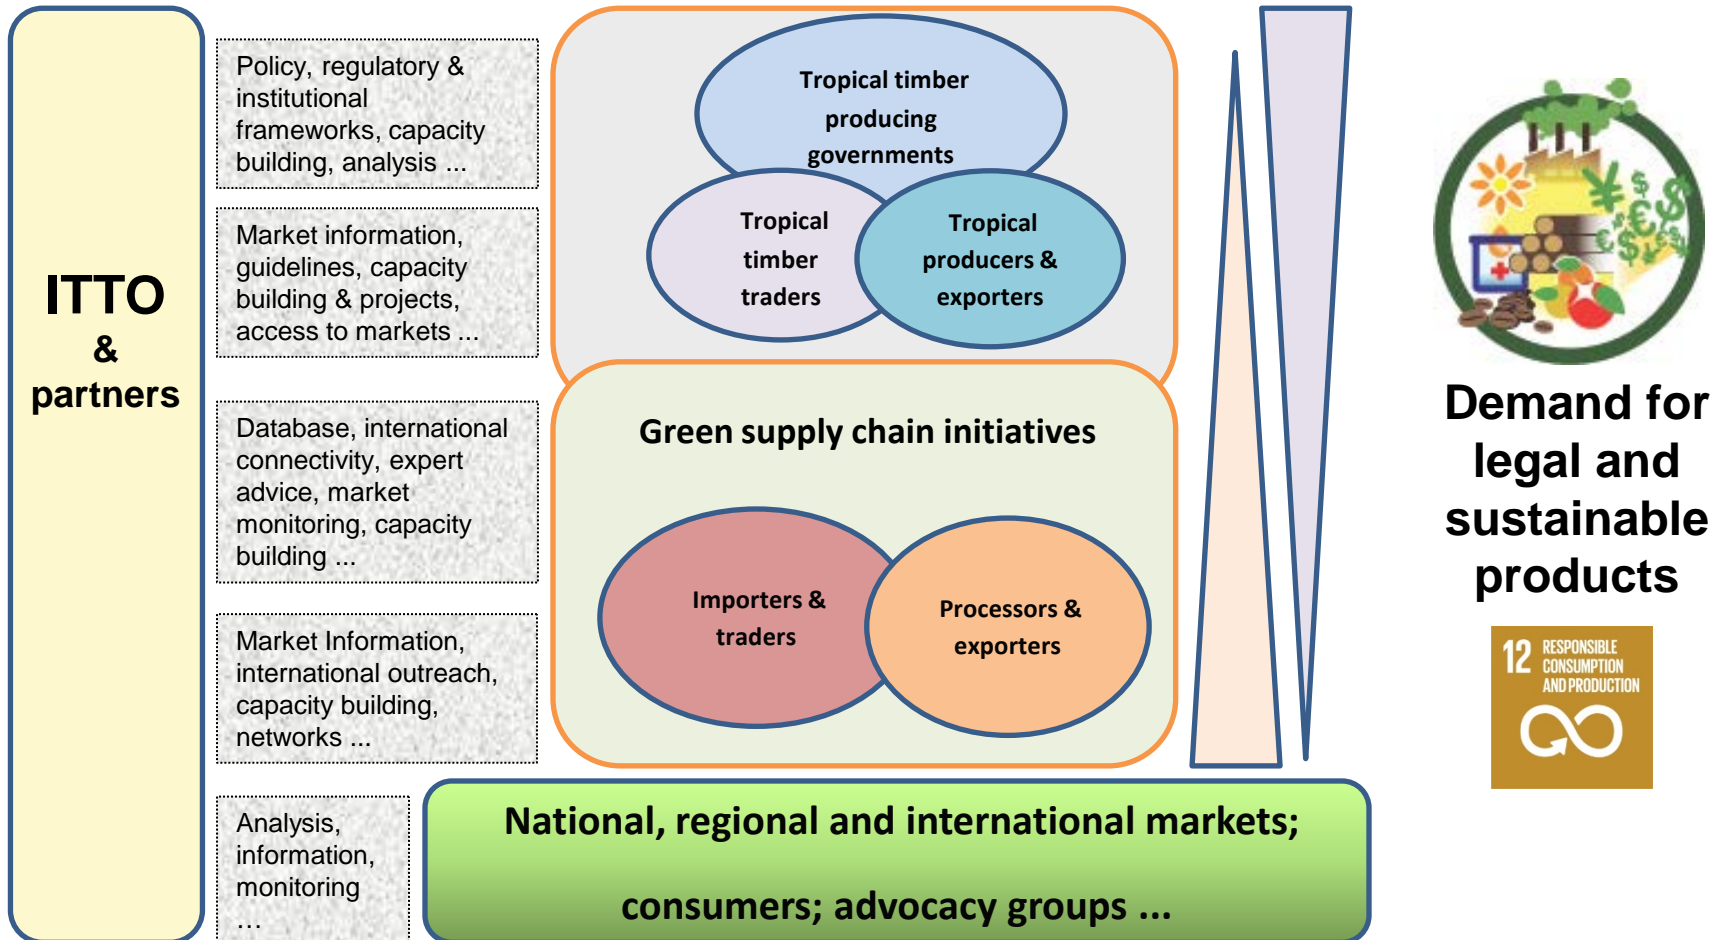 ITTO
&
partners
Policy, regulatory &
institutional
frameworks, capacity
building, analysis ...
Market information,
guidelines, capacity
building & projects,
access to markets ...
Database, international
connectivity, expert
advice, market
monitoring, capacity
building ...
Market Information,
international outreach,
capacity building,
networks ...
Analysis,
information,
monitoring
...
Tropical timber
producing
governments
Tropical
timber
traders
Tropical
producers &
exporters
Green supply chain initiatives
Importers &
traders
Processors &
exporters
National, regional and international markets;
consumers; advocacy groups ...
¥ $ $
€ $
€ $ € $
Demand for
legal and
sustainable
products
12 RESPONSIBLE
CONSUMPTION
AND PRODUCTION